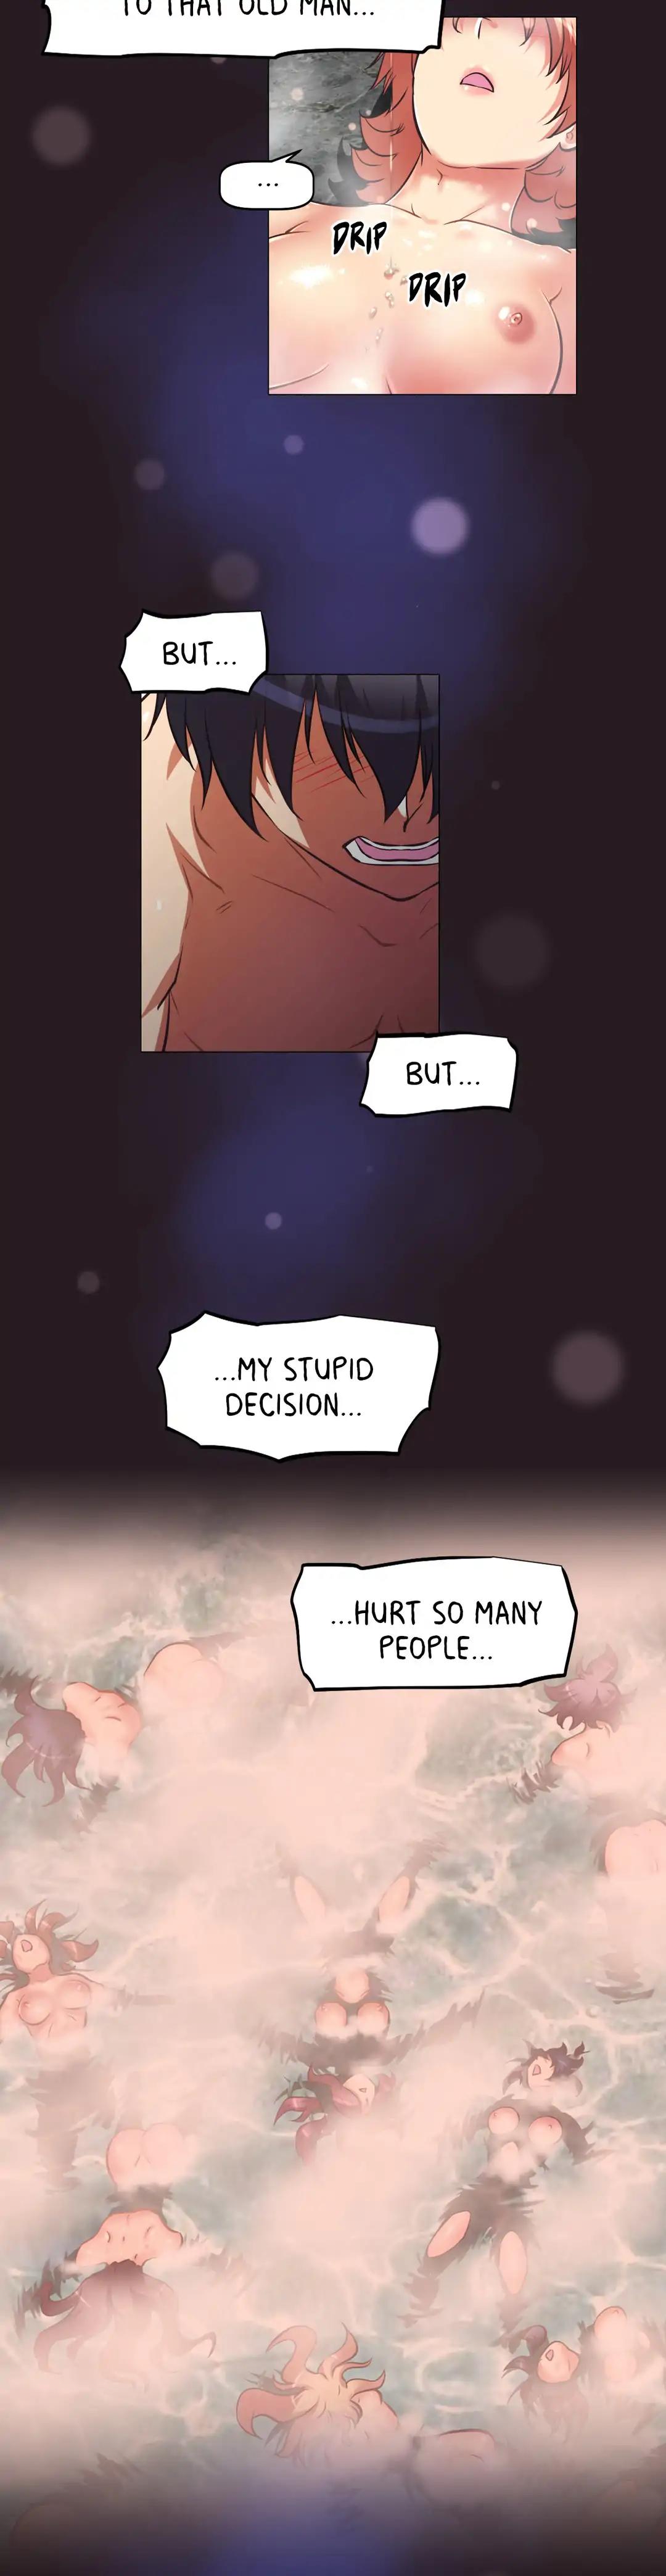 TO THAT OLD MAN...
...
DRIP
DRIP
BUT...
BUT...
...MY STUPID
DECISION...
...HURT SO MANY
PEOPLE...